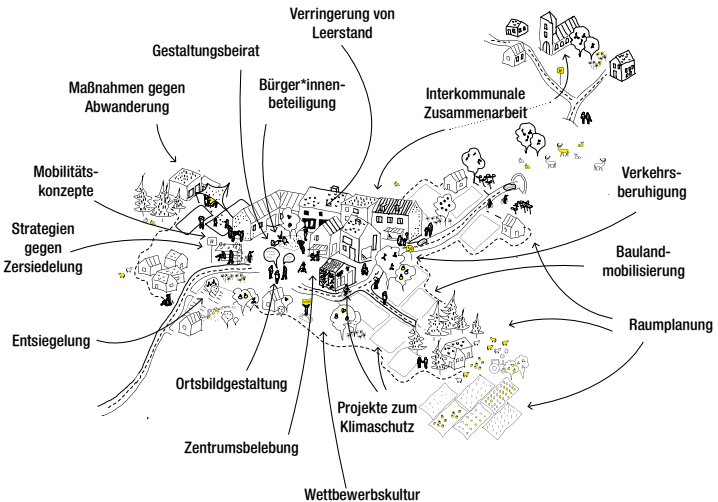 Verringerung von
Leerstand
Gestaltungsbeirat
Bürger*innen-
beteiligung
Maßnahmen gegen
Abwanderung
Interkommunale
Zusammenarbeit
Mobilitäts-
konzepte
Verkehrs-
beruhigung
Strategien
gegen
Zersiedelung
Bauland-
mobilisierung
Entsiegelung
Raumplanung
Ortsbildgestaltung
Projekte zum
Klimaschutz
Zentrumsbelebung
Wettbewerbskultur